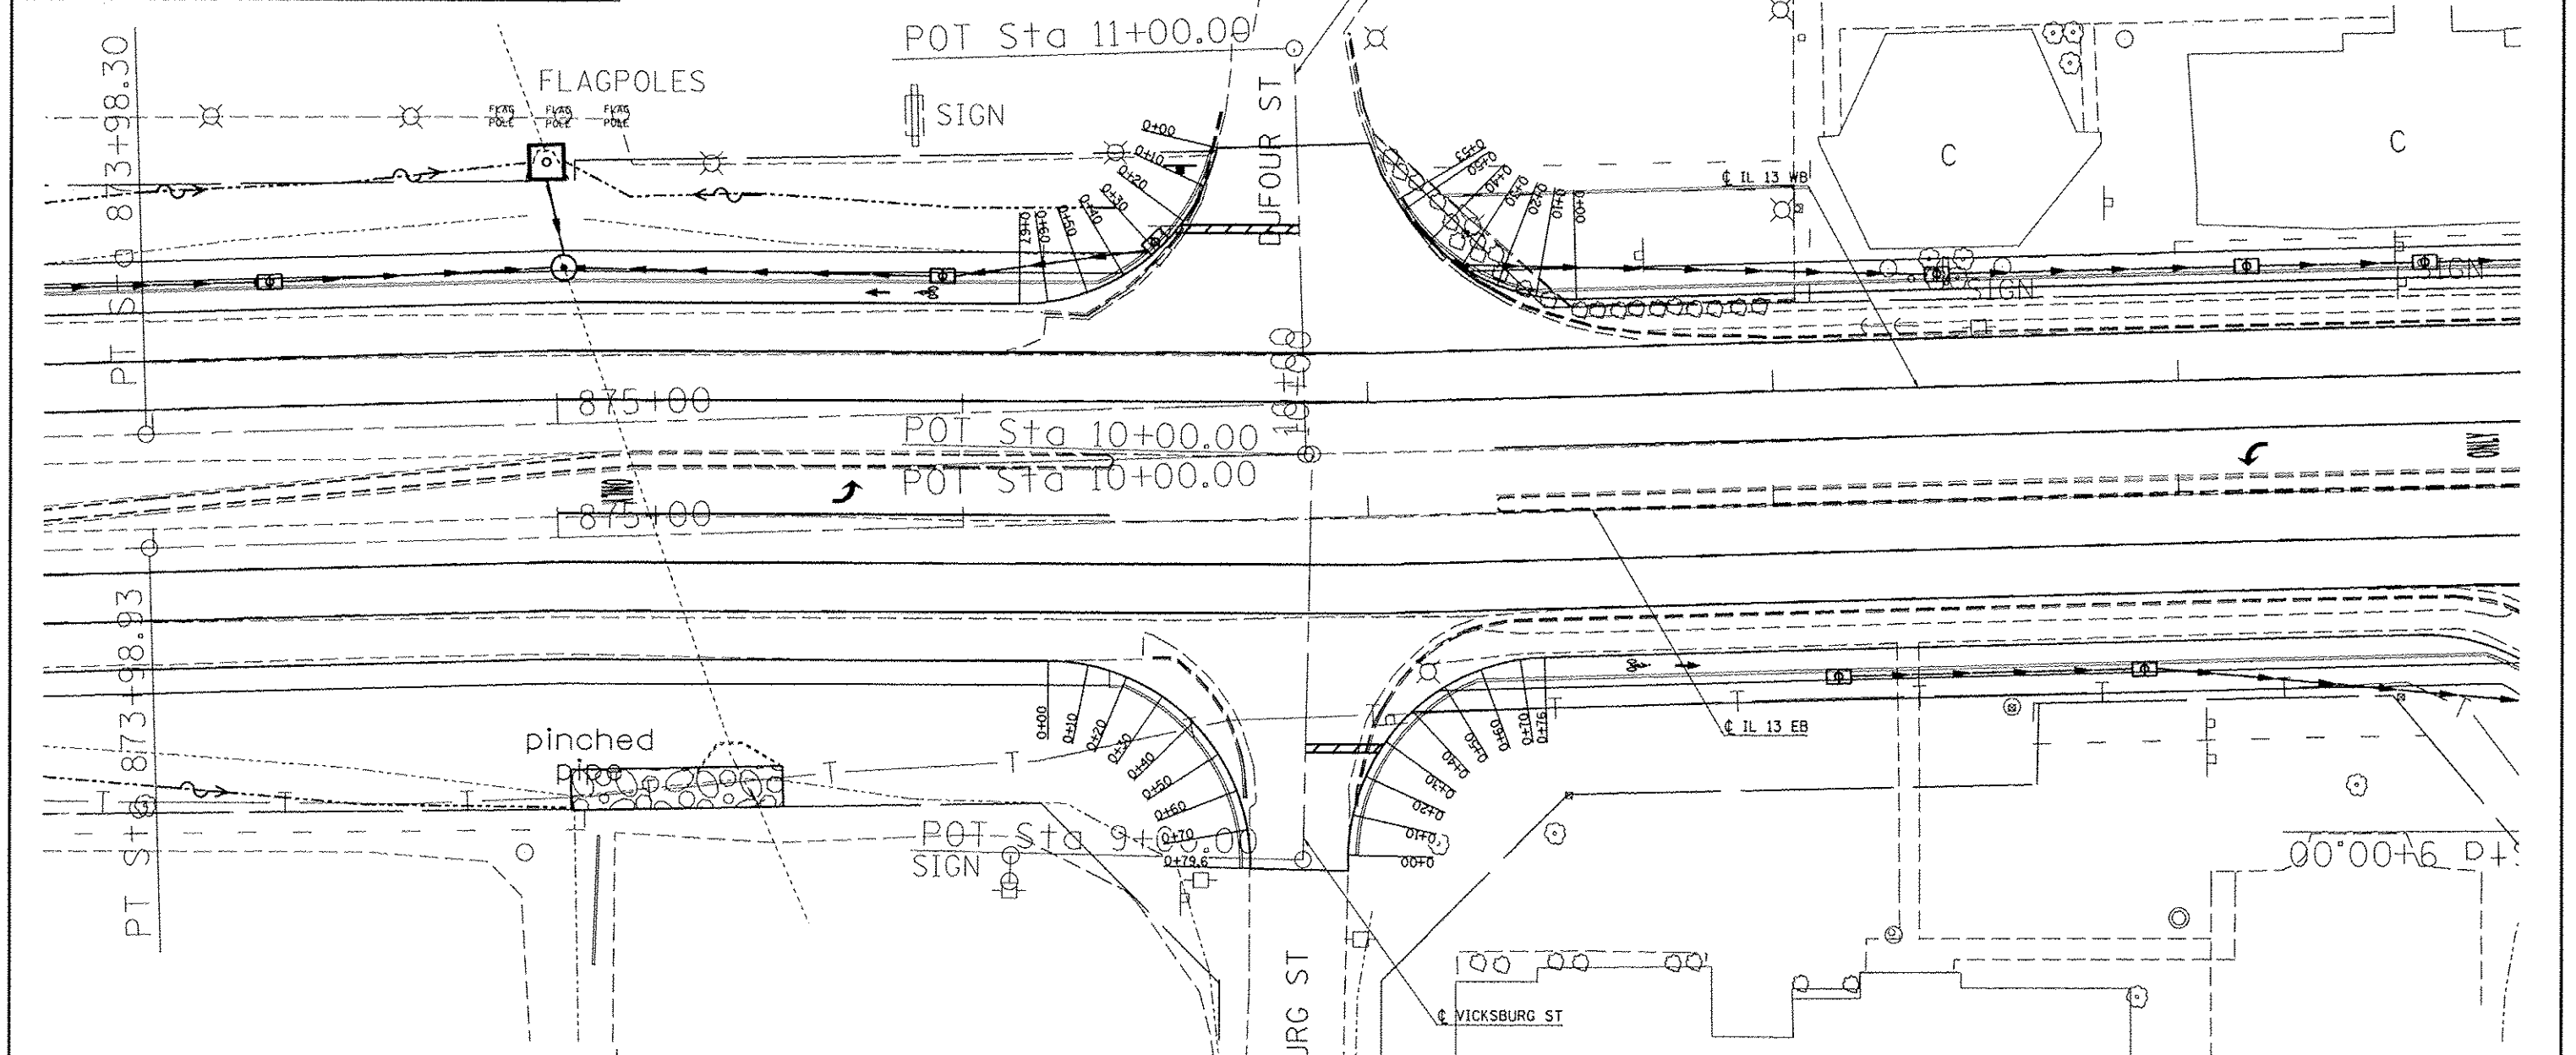 POT Sta 11+00.00
PT Sta 873+98.30
FLAGPOLES
FLAG POLE
FLAG POLE
FLAG POLE
SIGN
UFOUR ST
0+00
0+10
0+20
0+30
0+40
0+50
0+60
0+67
0+53
0+50
0+40
0+30
0+20
0+10
0+00
℄ IL 13 WB
C
C
SIGN
SIGN
875+00
POT Sta 10+00.00
POT Sta 10+00.00
875+00
PT Sta 873+98.93
0+00
0+10
0+20
0+30
0+40
0+50
0+60
0+70
0+79.6
0+76
0+70
0+60
0+50
0+40
0+30
0+20
0+10
0+00
℄ IL 13 EB
pinched
pipe
POT Sta 9+00.00
SIGN
ta 9+00.00
URG ST
℄ VICKSBURG ST